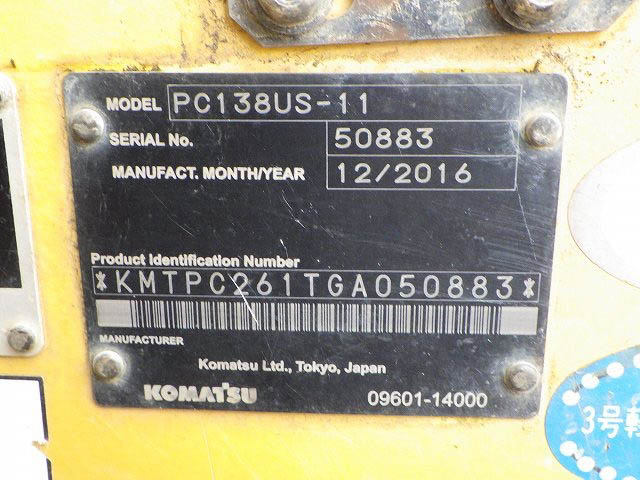 MODEL PC138US-11
SERIAL No. 50883
MANUFACT. MONTH/YEAR 12/2016
Product Identification Number
*KMTPC261TGA050883*
MANUFACTURER
Komatsu Ltd., Tokyo, Japan
KOMATSU 09601-14000
3号